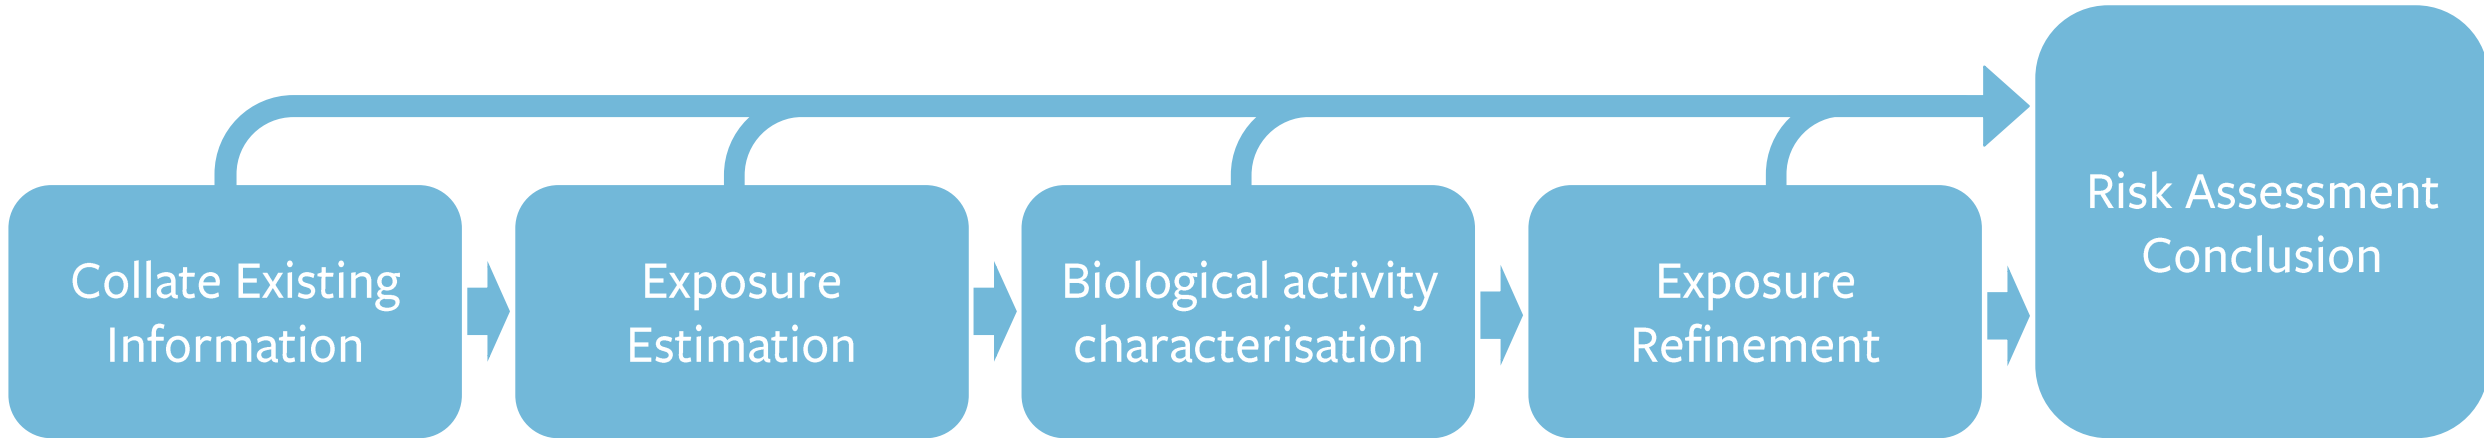 Collate Existing
Information
Exposure
Estimation
Biological activity
characterisation
Exposure
Refinement
Risk Assessment
Conclusion